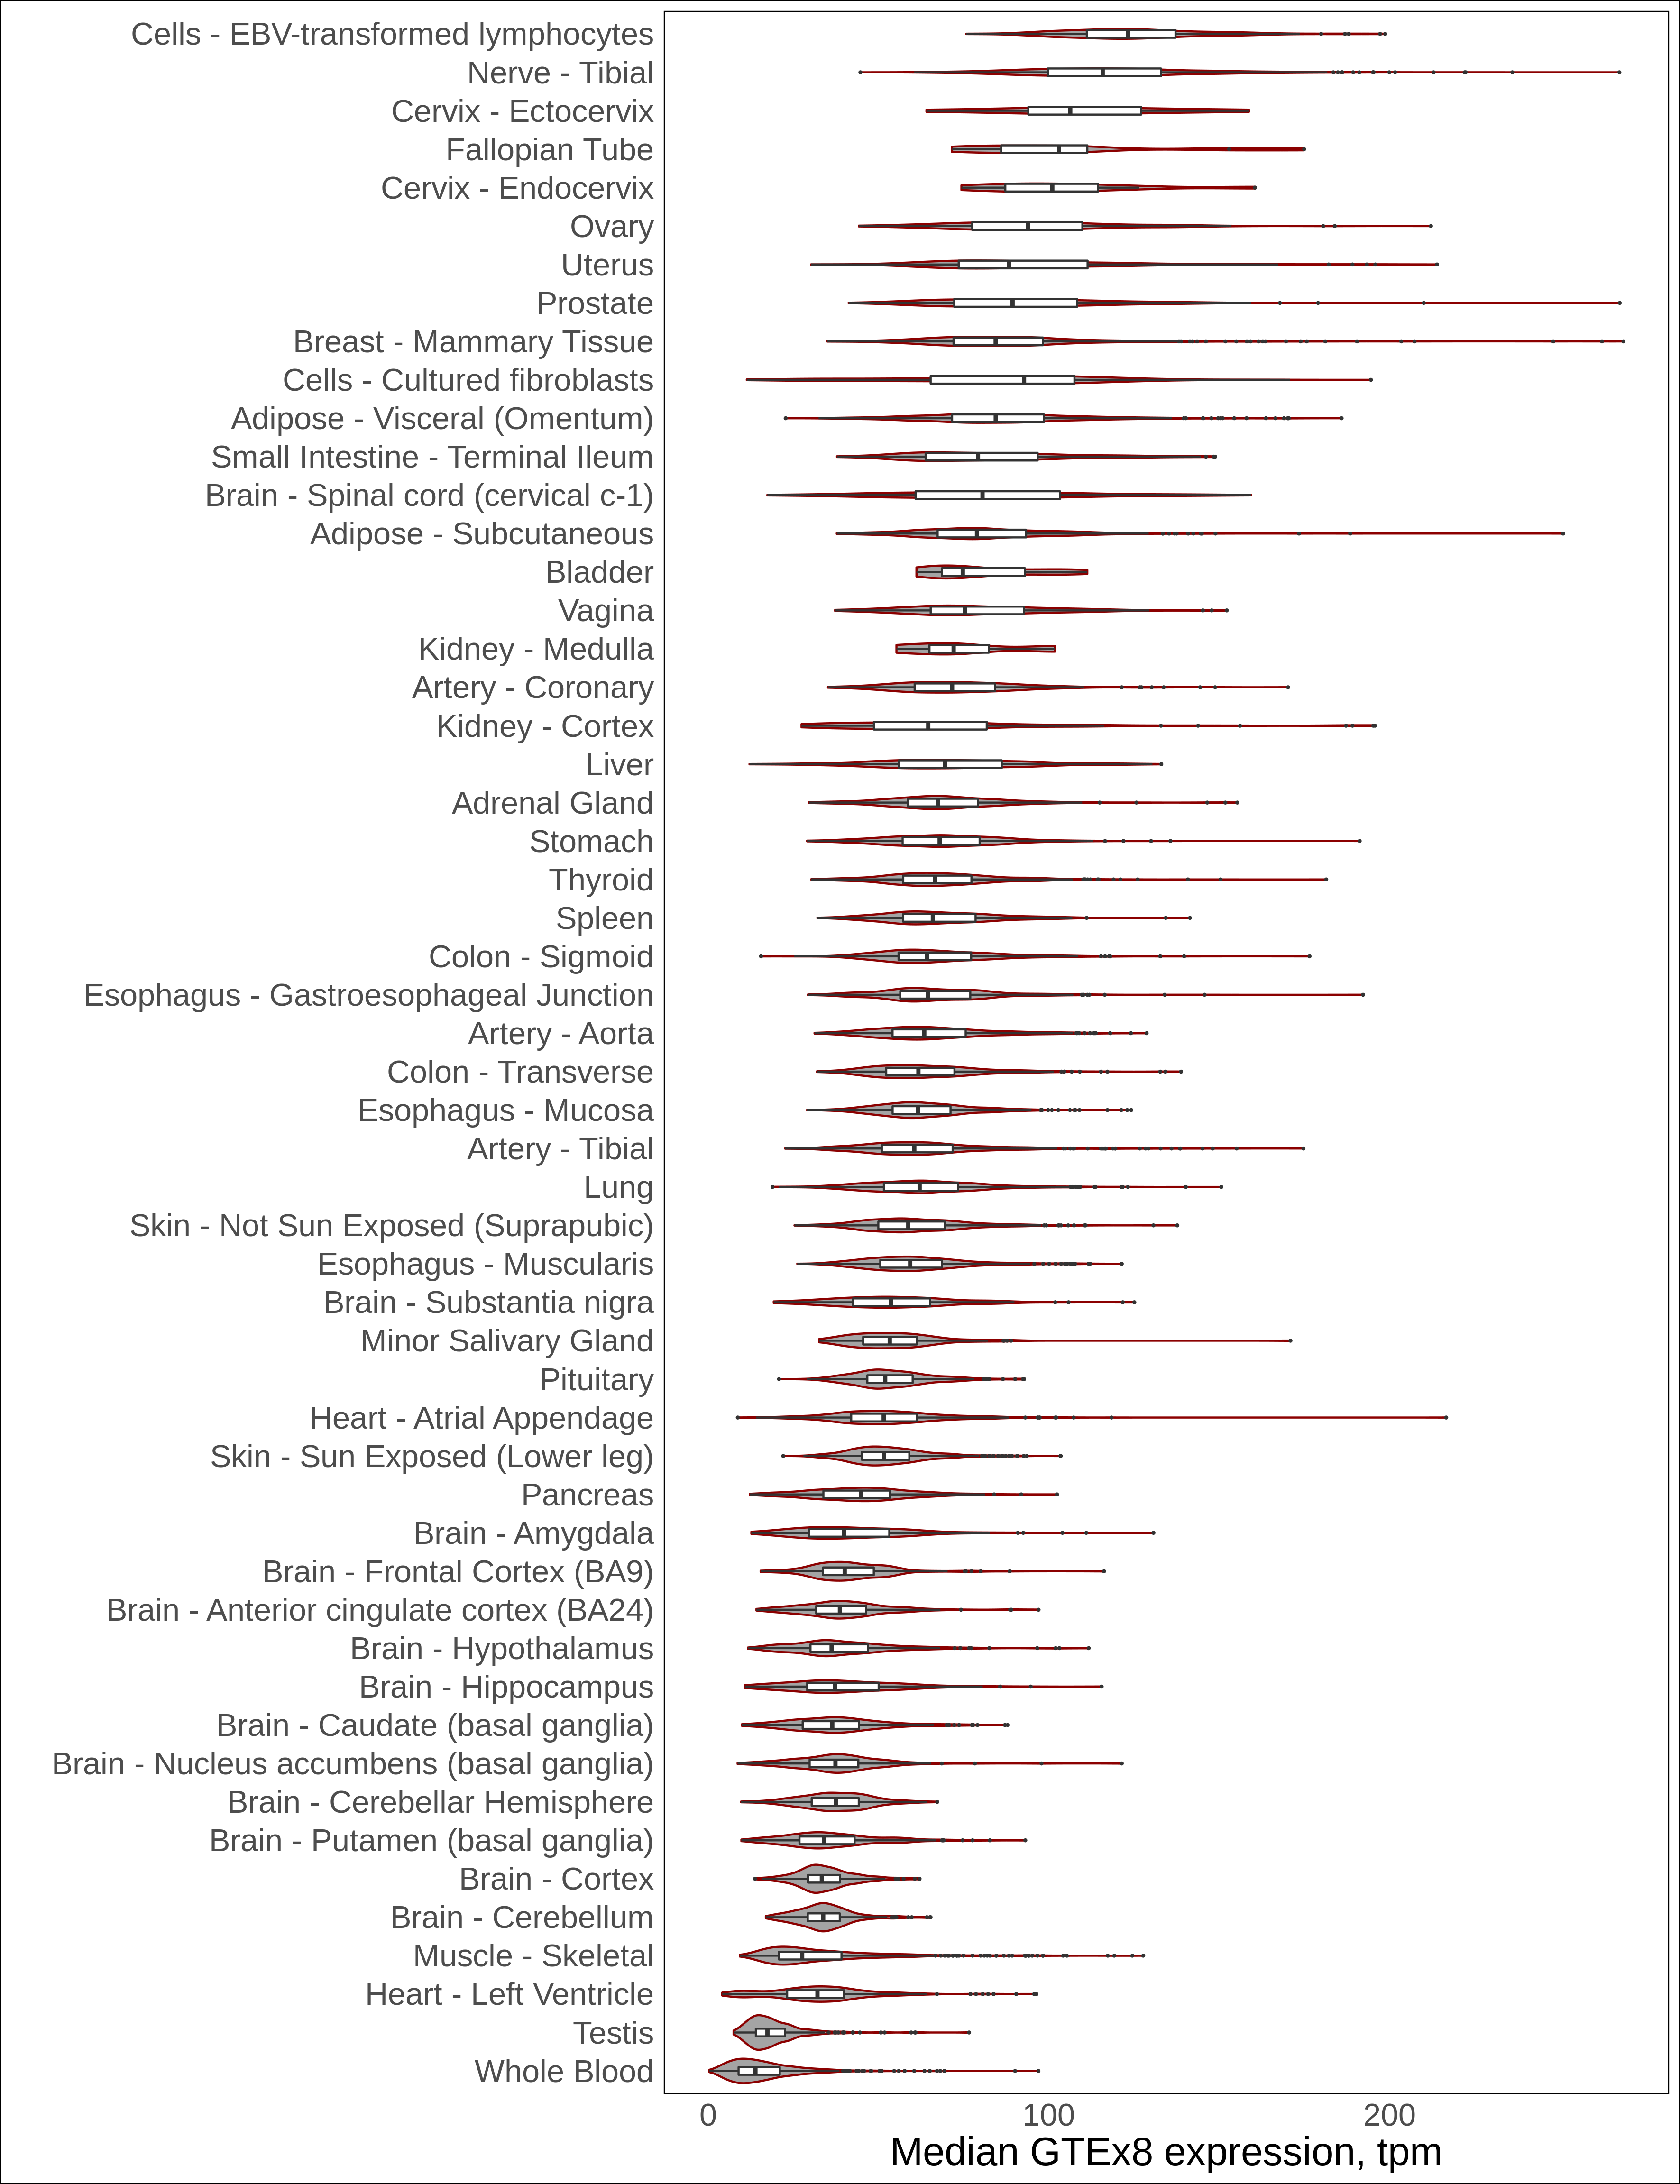 Cells - EBV-transformed lymphocytes
Nerve - Tibial
Cervix - Ectocervix
Fallopian Tube
Cervix - Endocervix
Ovary
Uterus
Prostate
Breast - Mammary Tissue
Cells - Cultured fibroblasts
Adipose - Visceral (Omentum)
Small Intestine - Terminal Ileum
Brain - Spinal cord (cervical c-1)
Adipose - Subcutaneous
Bladder
Vagina
Kidney - Medulla
Artery - Coronary
Kidney - Cortex
Liver
Adrenal Gland
Stomach
Thyroid
Spleen
Colon - Sigmoid
Esophagus - Gastroesophageal Junction
Artery - Aorta
Colon - Transverse
Esophagus - Mucosa
Artery - Tibial
Lung
Skin - Not Sun Exposed (Suprapubic)
Esophagus - Muscularis
Brain - Substantia nigra
Minor Salivary Gland
Pituitary
Heart - Atrial Appendage
Skin - Sun Exposed (Lower leg)
Pancreas
Brain - Amygdala
Brain - Frontal Cortex (BA9)
Brain - Anterior cingulate cortex (BA24)
Brain - Hypothalamus
Brain - Hippocampus
Brain - Caudate (basal ganglia)
Brain - Nucleus accumbens (basal ganglia)
Brain - Cerebellar Hemisphere
Brain - Putamen (basal ganglia)
Brain - Cortex
Brain - Cerebellum
Muscle - Skeletal
Heart - Left Ventricle
Testis
Whole Blood
0 100 200
Median GTEx8 expression, tpm